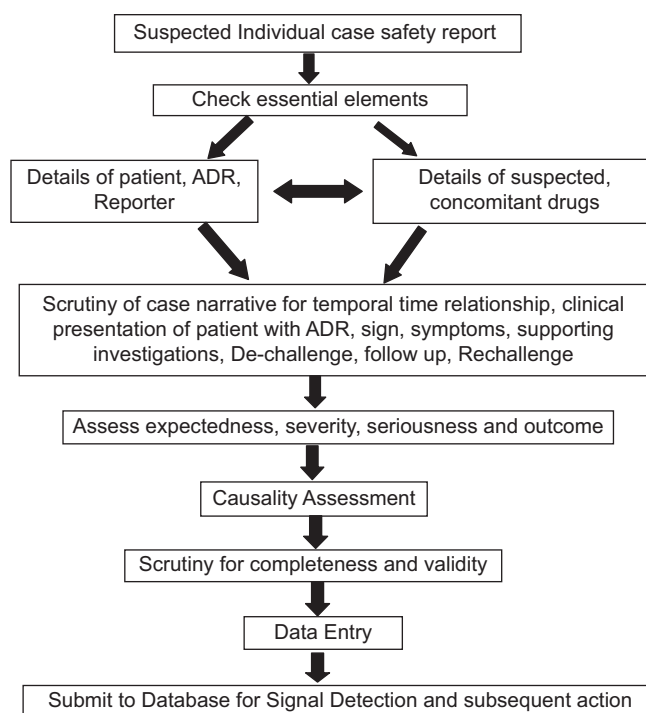 Suspected Individual case safety report
Check essential elements
Details of patient, ADR,
Reporter
Details of suspected,
concomitant drugs
Scrutiny of case narrative for temporal time relationship, clinical
presentation of patient with ADR, sign, symptoms, supporting
investigations, De-challenge, follow up, Rechallenge
Assess expectedness, severity, seriousness and outcome
Causality Assessment
Scrutiny for completeness and validity
Data Entry
Submit to Database for Signal Detection and subsequent action